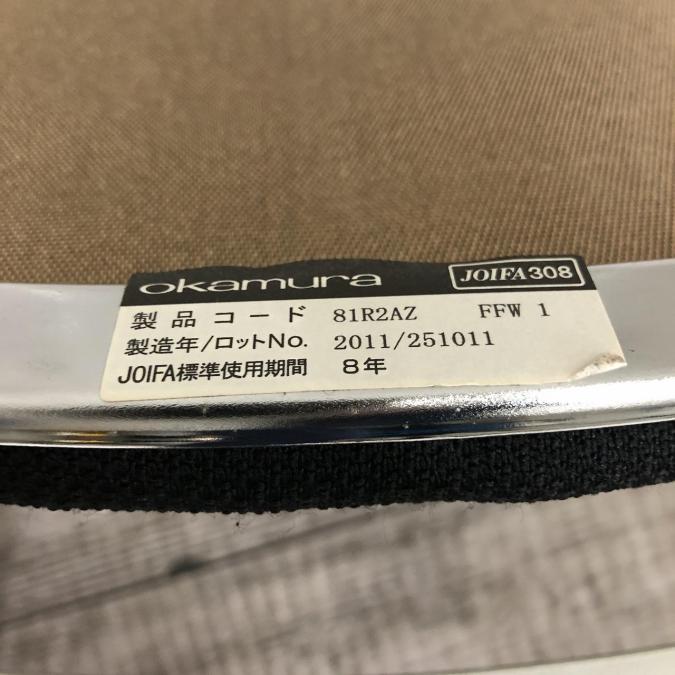 okamura JOIFA308
製品コード 81R2AZ FFW 1
製造年/ロットNo. 2011/251011
JOIFA標準使用期間 8年